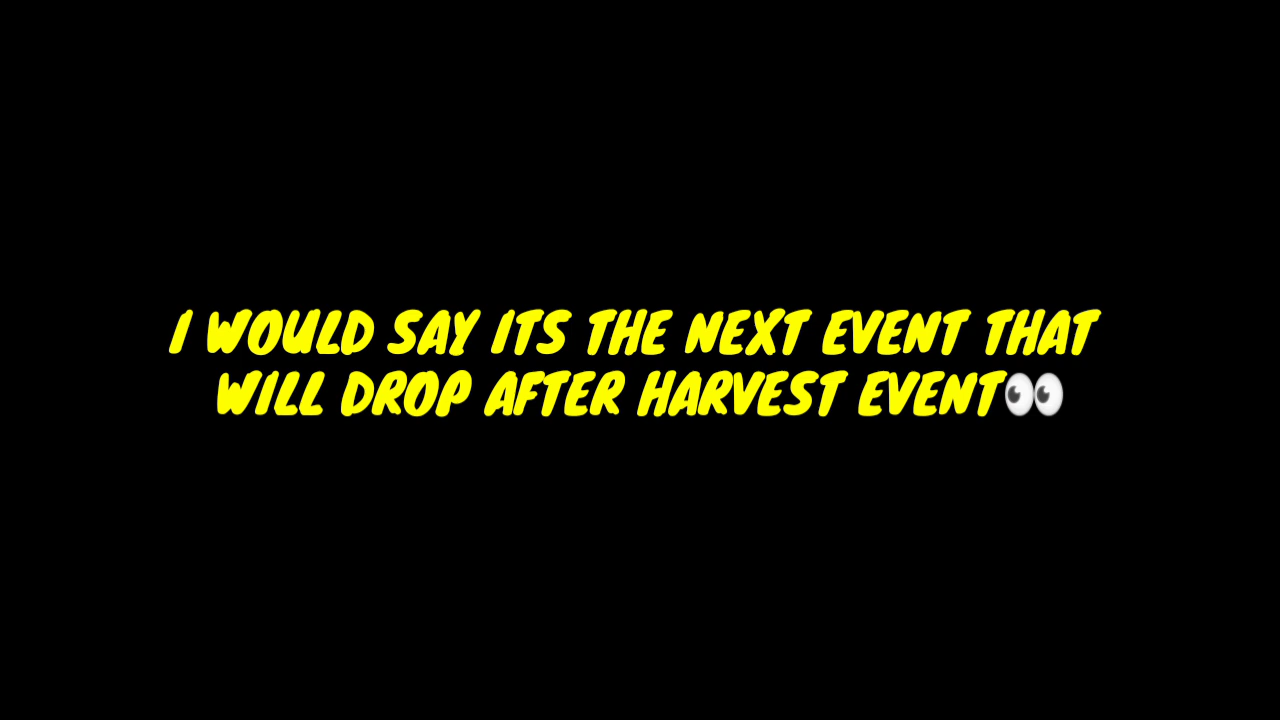 I WOULD SAY ITS THE NEXT EVENT THAT
WILL DROP AFTER HARVEST EVENT👀